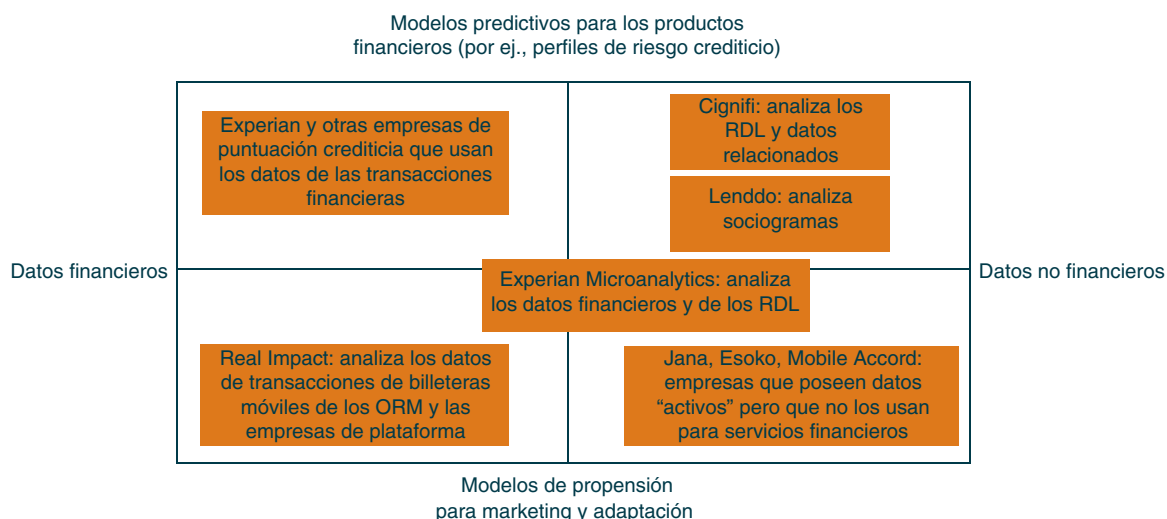 Modelos predictivos para los productos
financieros (por ej., perfiles de riesgo crediticio)
Experian y otras empresas de
puntuación crediticia que usan
los datos de las transacciones
financieras
Cignifi: analiza los
RDL y datos
relacionados
Lenddo: analiza
sociogramas
Datos financieros
Datos no financieros
Experian Microanalytics: analiza
los datos financieros y de los RDL
Real Impact: analiza los datos
de transacciones de billeteras
móviles de los ORM y las
empresas de plataforma
Jana, Esoko, Mobile Accord:
empresas que poseen datos
“activos” pero que no los usan
para servicios financieros
Modelos de propensión
para marketing y adaptación